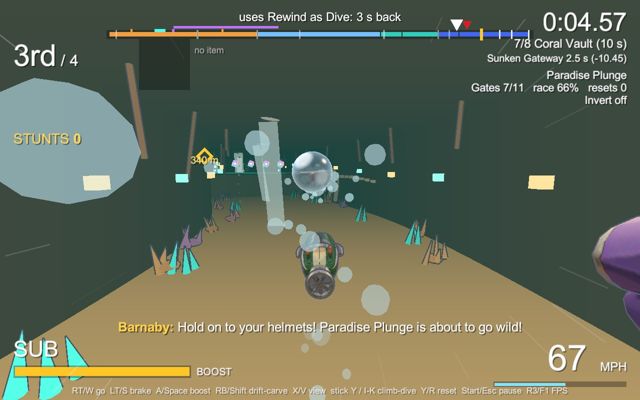 uses Rewind as Dive: 3 s back
0:04.57
3rd / 4
no item
7/8 Coral Vault (10 s)
Sunken Gateway 2.5 s (-10.45)
Paradise Plunge
Gates 7/11 race 66% resets 0
Invert off
STUNTS 0
340m
Barnaby: Hold on to your helmets! Paradise Plunge is about to go wild!
SUB
BOOST
67 MPH
RT/W go LT/S brake A/Space boost RB/Shift drift-carve X/V view stick Y / I-K climb-dive Y/R reset Start/Esc pause R3/F1 FPS